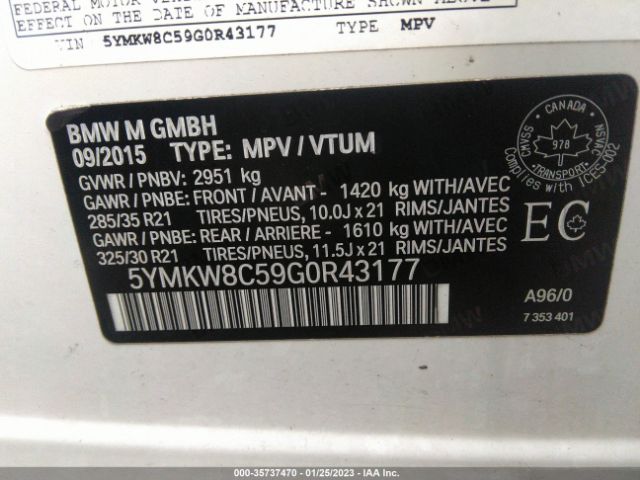 FEDERAL MOTOR
EFFECT ON THE DATE OF MANUFACTURE SHOWN ABOVE
VIN 5YMKW8C59G0R43177 TYPE MPV
BMW M GMBH
09/2015 TYPE: MPV / VTUM
GVWR / PNBV: 2951 kg
GAWR / PNBE: FRONT / AVANT - 1420 kg WITH/AVEC
285/35 R21 TIRES/PNEUS, 10.0J x 21 RIMS/JANTES
GAWR / PNBE: REAR / ARRIERE - 1610 kg WITH/AVEC
325/30 R21 TIRES/PNEUS, 11.5J x 21 RIMS/JANTES
5YMKW8C59G0R43177
CANADA
CMVSS
978
NSVAC
TRANSPORT
Complies with ICES-002
EC
A96/0
7 353 401
000-35737470 - 01/25/2023 - IAA Inc.